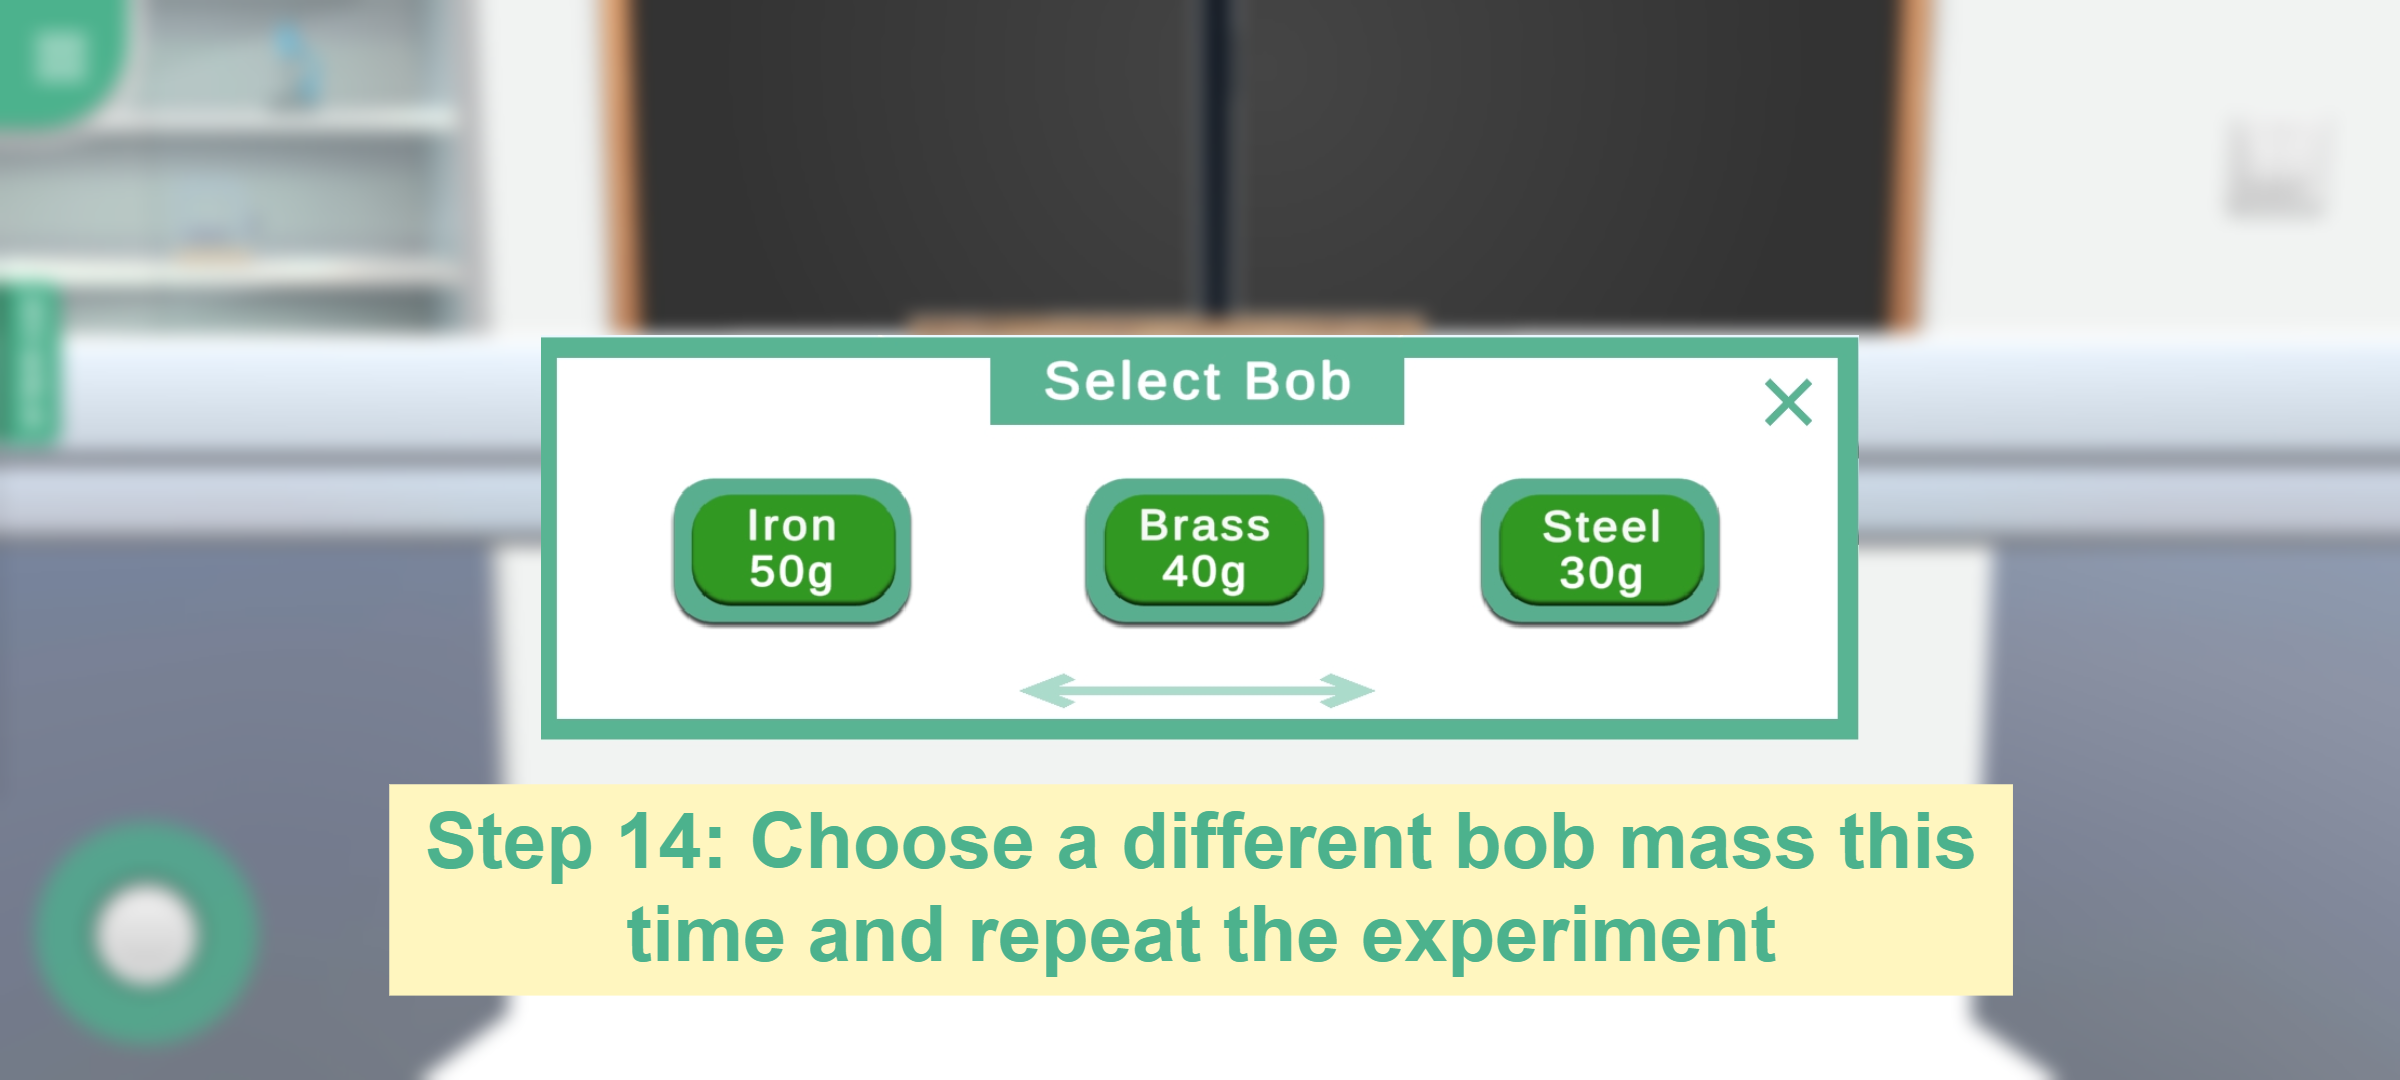 Select Bob
Iron
50g
Brass
40g
Steel
30g
Step 14: Choose a different bob mass this
time and repeat the experiment